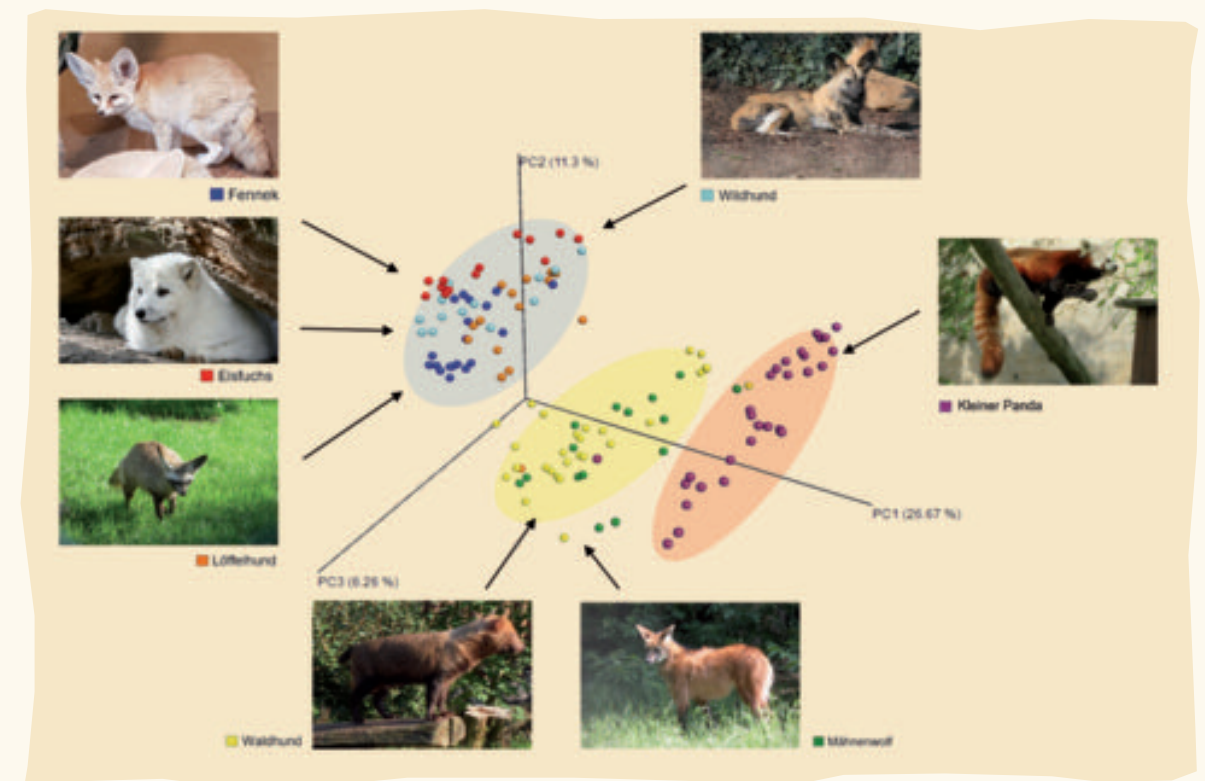 PC2 (11.3 %)
Fennek
Wildhund
Eisfuchs
Kleiner Panda
PC1 (26.67 %)
Löffelhund
PC3 (6.26 %)
Waldhund
Mähnenwolf